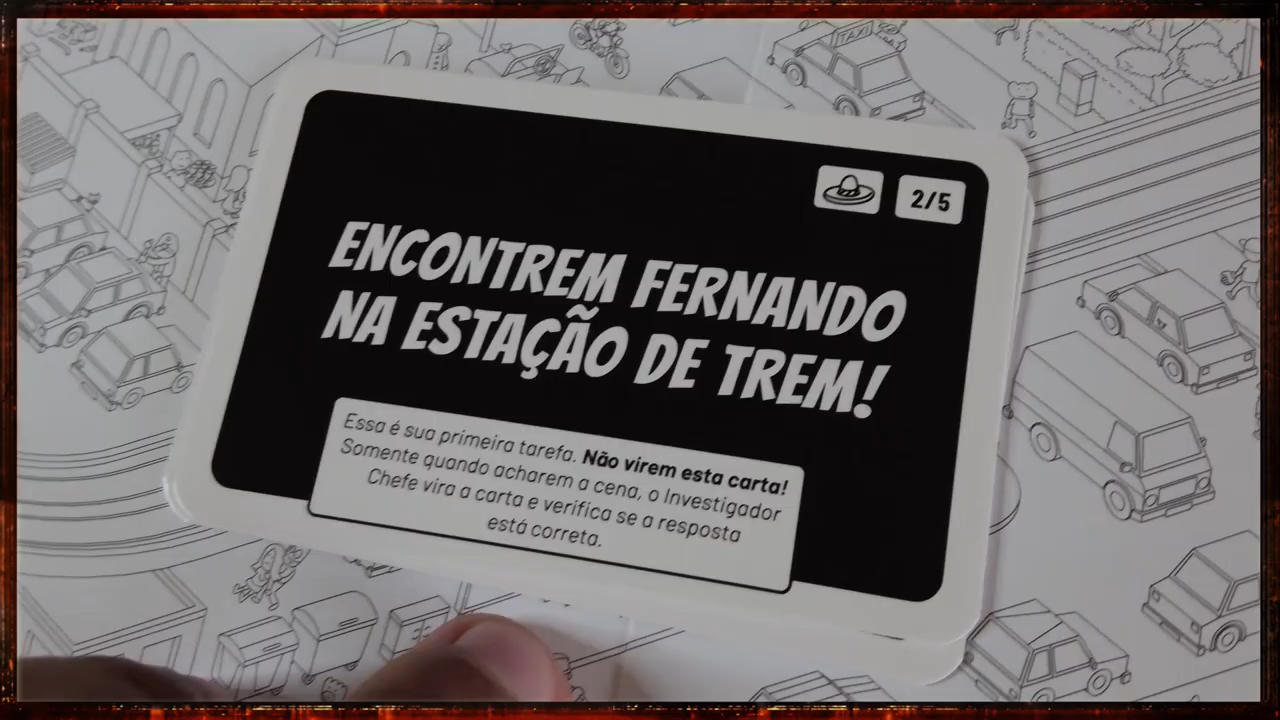 TAXI
2/5
ENCONTREM FERNANDO
NA ESTAÇÃO DE TREM!
Essa é sua primeira tarefa. Não virem esta carta!
Somente quando acharem a cena, o Investigador
Chefe vira a carta e verifica se a resposta
está correta.